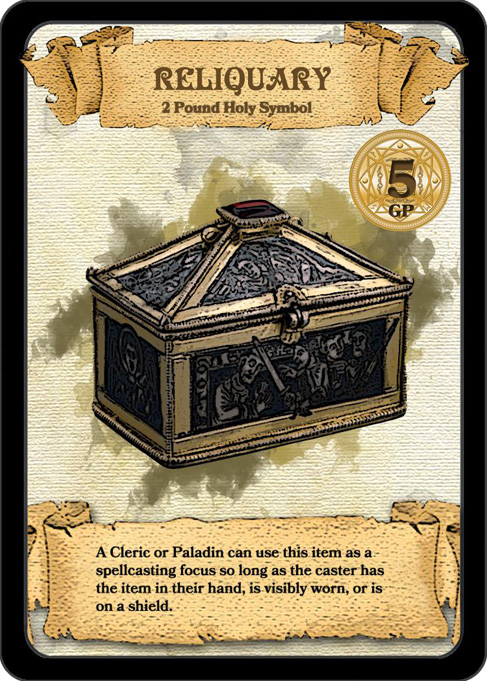 RELIQUARY
2 Pound Holy Symbol
5
GP
A Cleric or Paladin can use this item as a
spellcasting focus so long as the caster has
the item in their hand, is visibly worn, or is
on a shield.